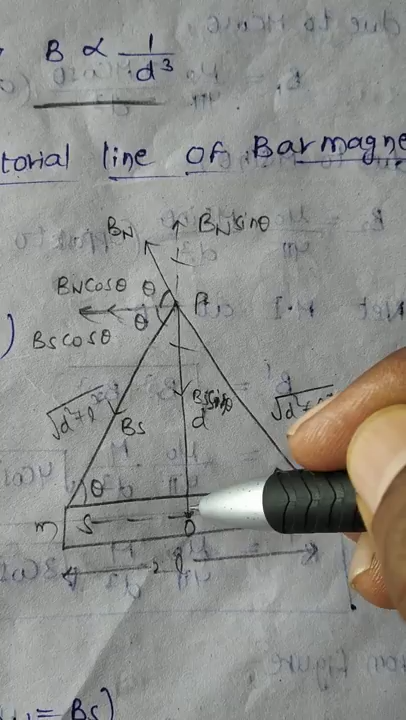 B ∝ 1/d³
torial line of Barmagne
BN
BN sinθ
BN cosθ θ P
θ
BS cosθ
√d²+l²
BS
BS sinθ
d
√d²+
θ
m S O
2l
= BS)